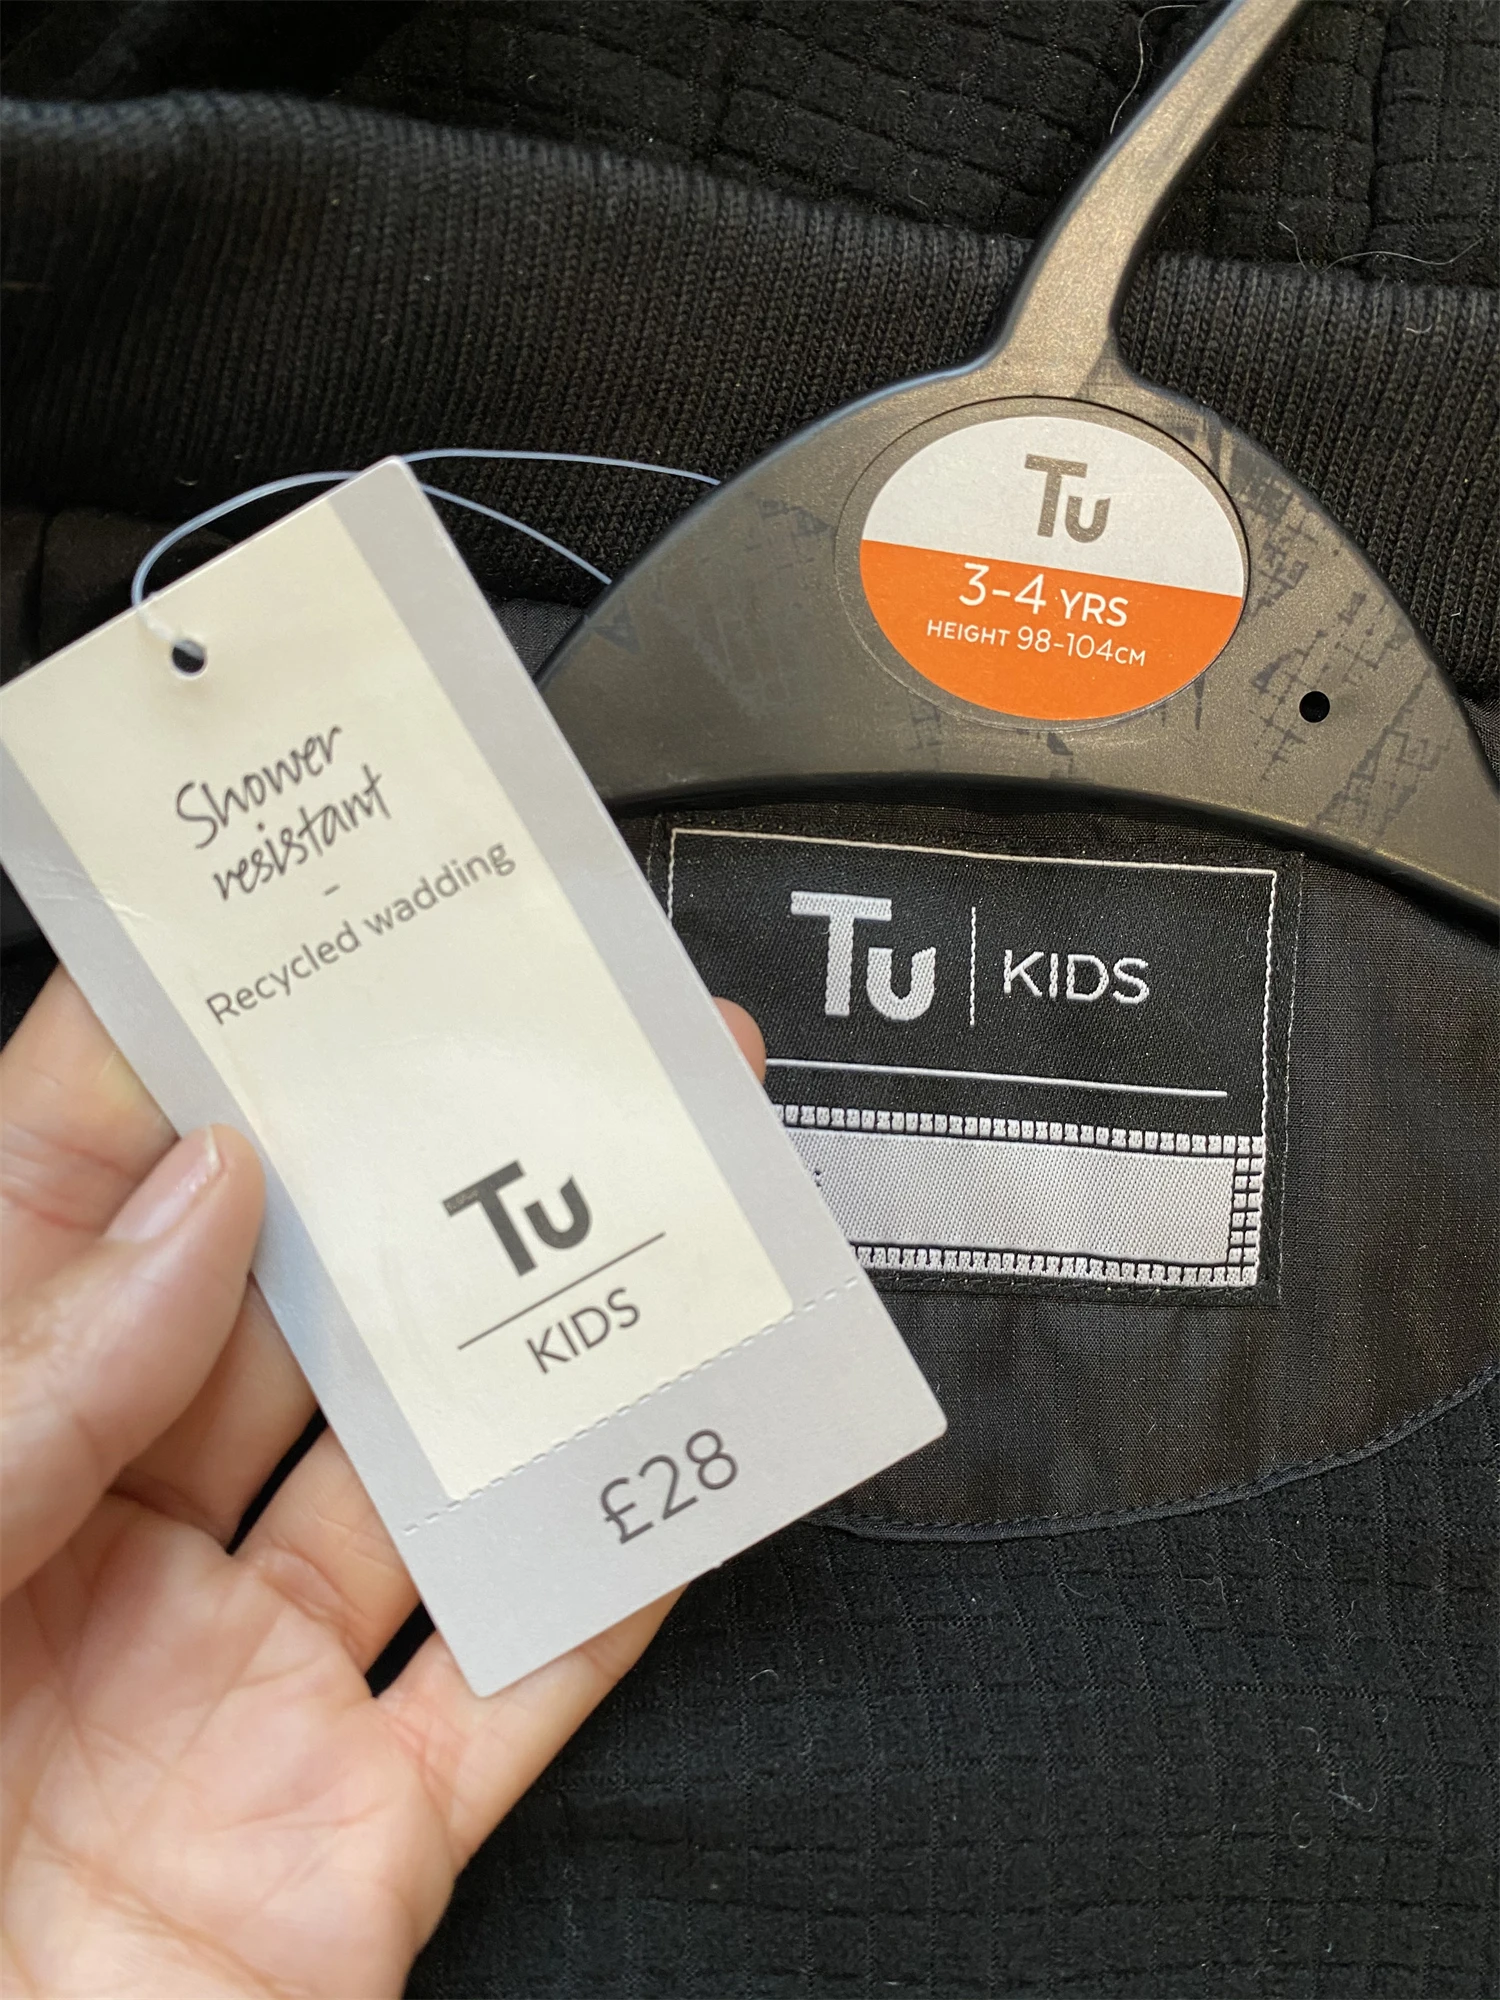 Tu
3-4 YRS
HEIGHT 98-104CM
Shower
resistant
-
Recycled wadding
Tu
KIDS
£28
Tu | KIDS